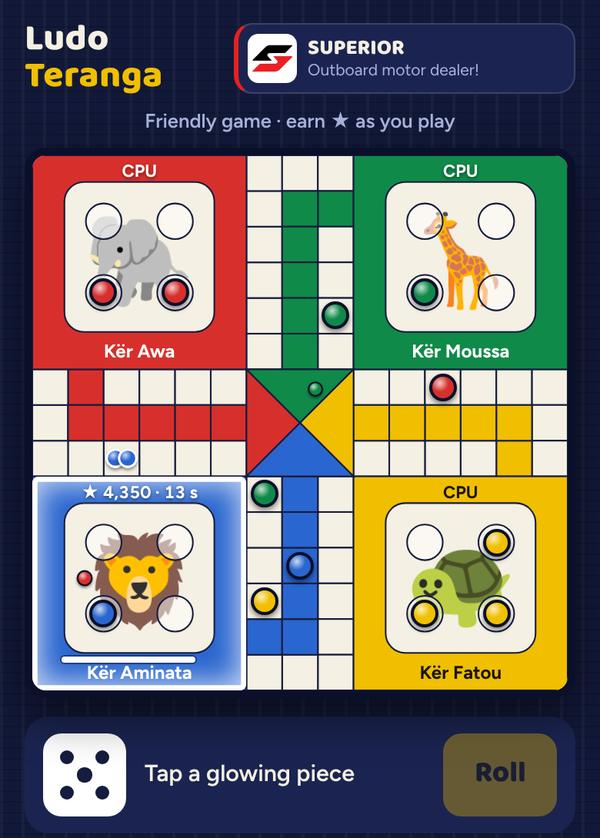 Ludo
Teranga
SUPERIOR
Outboard motor dealer!
Friendly game · earn ★ as you play
CPU
CPU
Kër Awa
Kër Moussa
★ 4,350 · 13 s
CPU
Kër Aminata
Kër Fatou
Tap a glowing piece
Roll